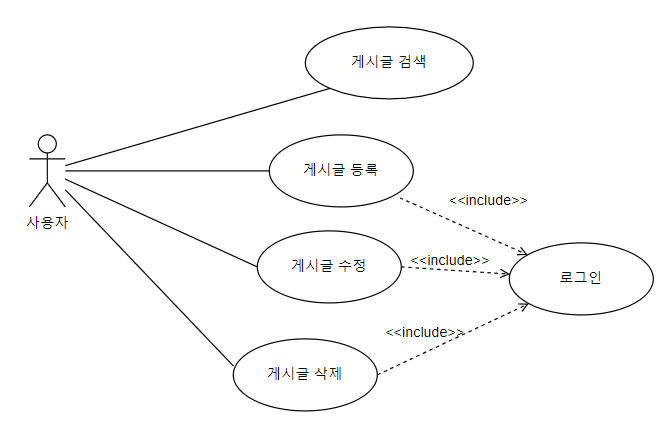 게시글 검색
게시글 등록
<<include>>
사용자
게시글 수정
<<include>>
로그인
<<include>>
게시글 삭제